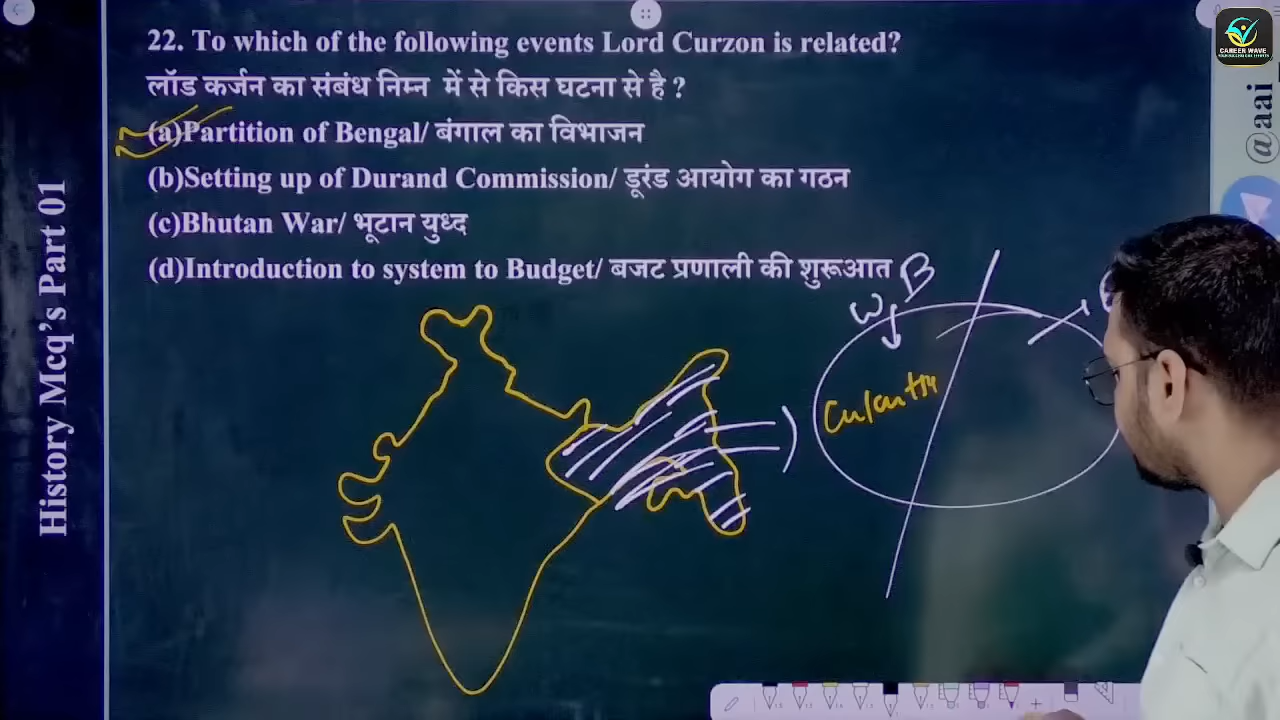 22. To which of the following events Lord Curzon is related?
लॉड कर्जन का संबंध निम्न में से किस घटना से है ?
(a)Partition of Bengal/ बंगाल का विभाजन
(b)Setting up of Durand Commission/ डूरंड आयोग का गठन
(c)Bhutan War/ भूटान युध्द
(d)Introduction to system to Budget/ बजट प्रणाली की शुरूआत
B
W
History Mcq's Part 01
CAREER WAVE
@aai